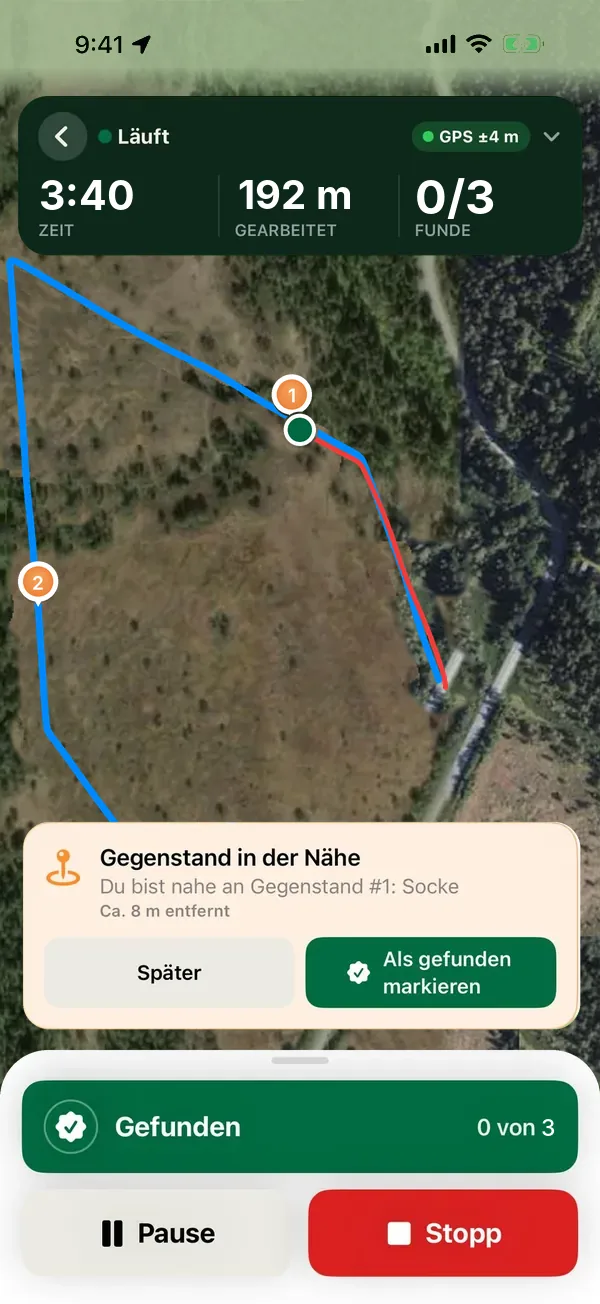 9:41
Läuft
GPS ±4 m
3:40
192 m
0/3
ZEIT
GEARBEITET
FUNDE
1
2
Gegenstand in der Nähe
Du bist nahe an Gegenstand #1: Socke
Ca. 8 m entfernt
Später
Als gefunden
markieren
Gefunden
0 von 3
Pause
Stopp